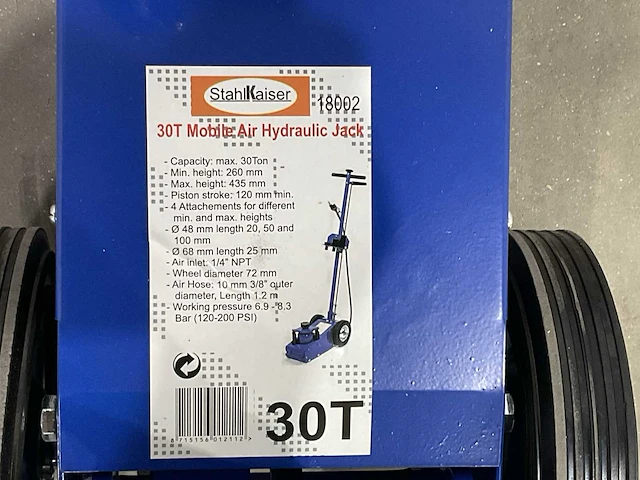 StahlKaiser
18002
30T Mobile Air Hydraulic Jack
- Capacity: max. 30Ton
- Min. height: 260 mm
- Max. height: 435 mm
- Piston stroke: 120 mm min.
- 4 Attachements for different
min. and max. heights
- Ø 48 mm length 20, 50 and
100 mm
- Ø 68 mm length 25 mm
- Air inlet: 1/4" NPT
- Wheel diameter 72 mm
- Air Hose: 10 mm 3/8" outer
diameter, Length 1.2 m
- Working pressure 6.9 - 8.3
Bar (120-200 PSI)
30T
8715156012112>